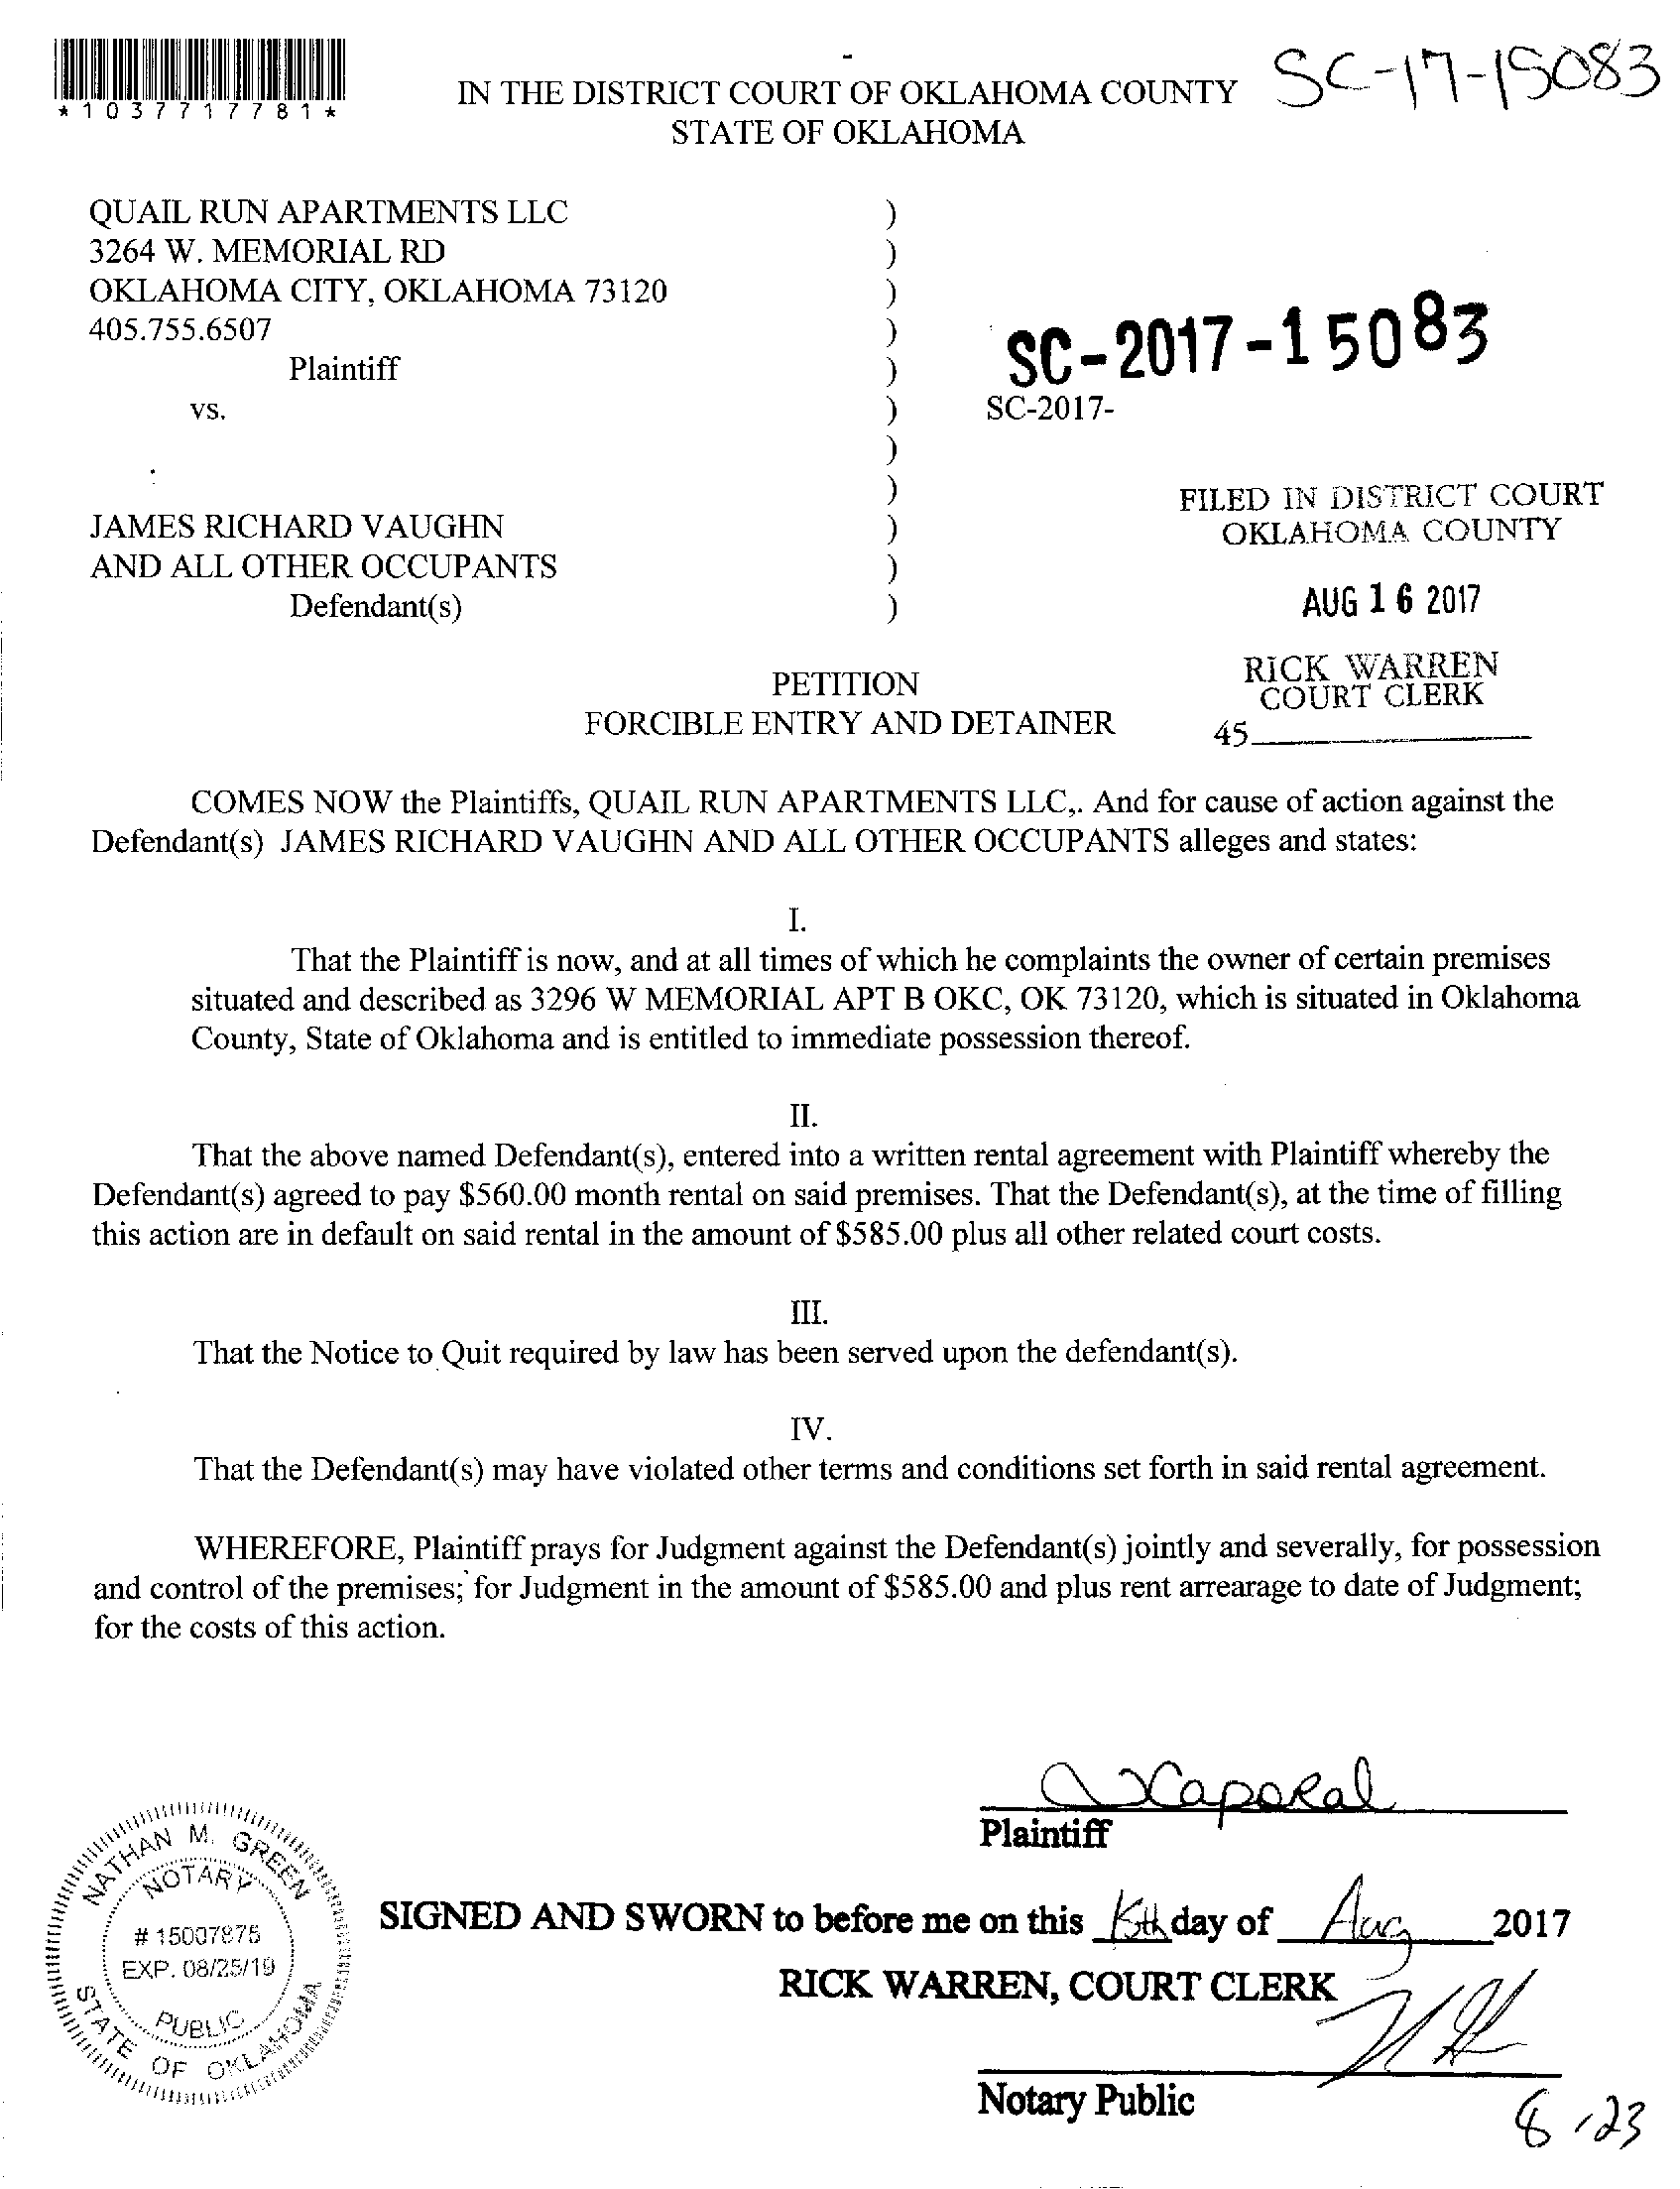 *1037717781*
IN THE DISTRICT COURT OF OKLAHOMA COUNTY
STATE OF OKLAHOMA
SC-17-15083
QUAIL RUN APARTMENTS LLC )
3264 W. MEMORIAL RD )
OKLAHOMA CITY, OKLAHOMA 73120 )
405.755.6507 )
Plaintiff )
SC-2017-15083
vs. ) SC-2017-
)
)
FILED IN DISTRICT COURT
OKLAHOMA COUNTY
JAMES RICHARD VAUGHN )
AND ALL OTHER OCCUPANTS )
Defendant(s) )
AUG 16 2017
RICK WARREN
COURT CLERK
45
PETITION
FORCIBLE ENTRY AND DETAINER
COMES NOW the Plaintiffs, QUAIL RUN APARTMENTS LLC,. And for cause of action against the
Defendant(s) JAMES RICHARD VAUGHN AND ALL OTHER OCCUPANTS alleges and states:
I.
That the Plaintiff is now, and at all times of which he complaints the owner of certain premises
situated and described as 3296 W MEMORIAL APT B OKC, OK 73120, which is situated in Oklahoma
County, State of Oklahoma and is entitled to immediate possession thereof.
II.
That the above named Defendant(s), entered into a written rental agreement with Plaintiff whereby the
Defendant(s) agreed to pay $560.00 month rental on said premises. That the Defendant(s), at the time of filling
this action are in default on said rental in the amount of $585.00 plus all other related court costs.
III.
That the Notice to Quit required by law has been served upon the defendant(s).
IV.
That the Defendant(s) may have violated other terms and conditions set forth in said rental agreement.
WHEREFORE, Plaintiff prays for Judgment against the Defendant(s) jointly and severally, for possession
and control of the premises; for Judgment in the amount of $585.00 and plus rent arrearage to date of Judgment;
for the costs of this action.
Plaintiff
NATHAN M. GREEN
NOTARY
# 15007875
EXP. 08/25/19
PUBLIC
STATE OF OKLAHOMA
SIGNED AND SWORN to before me on this 15th day of Aug 2017
RICK WARREN, COURT CLERK
Notary Public
8-23